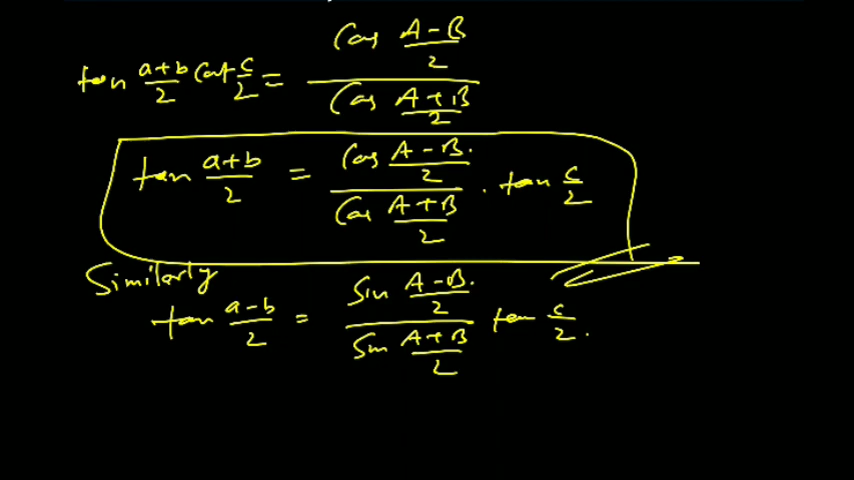 tan (a+b)/2 cot c/2 = (cos (A-B)/2) / (cos (A+B)/2)
tan (a+b)/2 = (cos (A-B)/2) / (cos (A+B)/2) . tan c/2
Similarly
tan (a-b)/2 = (sin (A-B)/2) / (sin (A+B)/2) tan c/2.